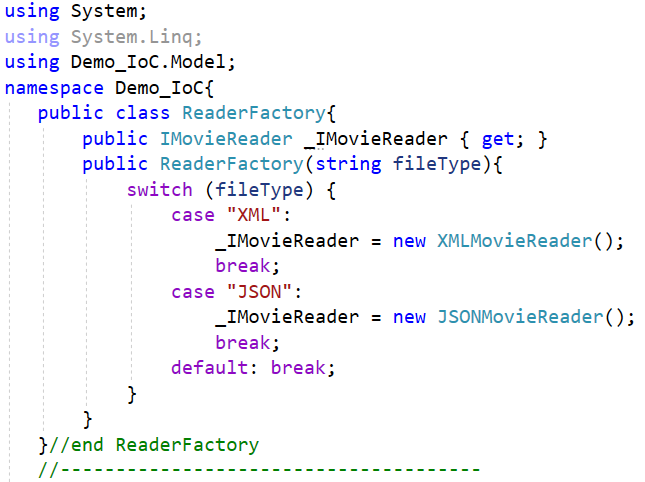 using System;
using System.Linq;
using Demo_IoC.Model;
namespace Demo_IoC{
public class ReaderFactory{
public IMovieReader _IMovieReader { get; }
public ReaderFactory(string fileType){
switch (fileType) {
case "XML":
_IMovieReader = new XMLMovieReader();
break;
case "JSON":
_IMovieReader = new JSONMovieReader();
break;
default: break;
}
}
}//end ReaderFactory
//--------------------------------------